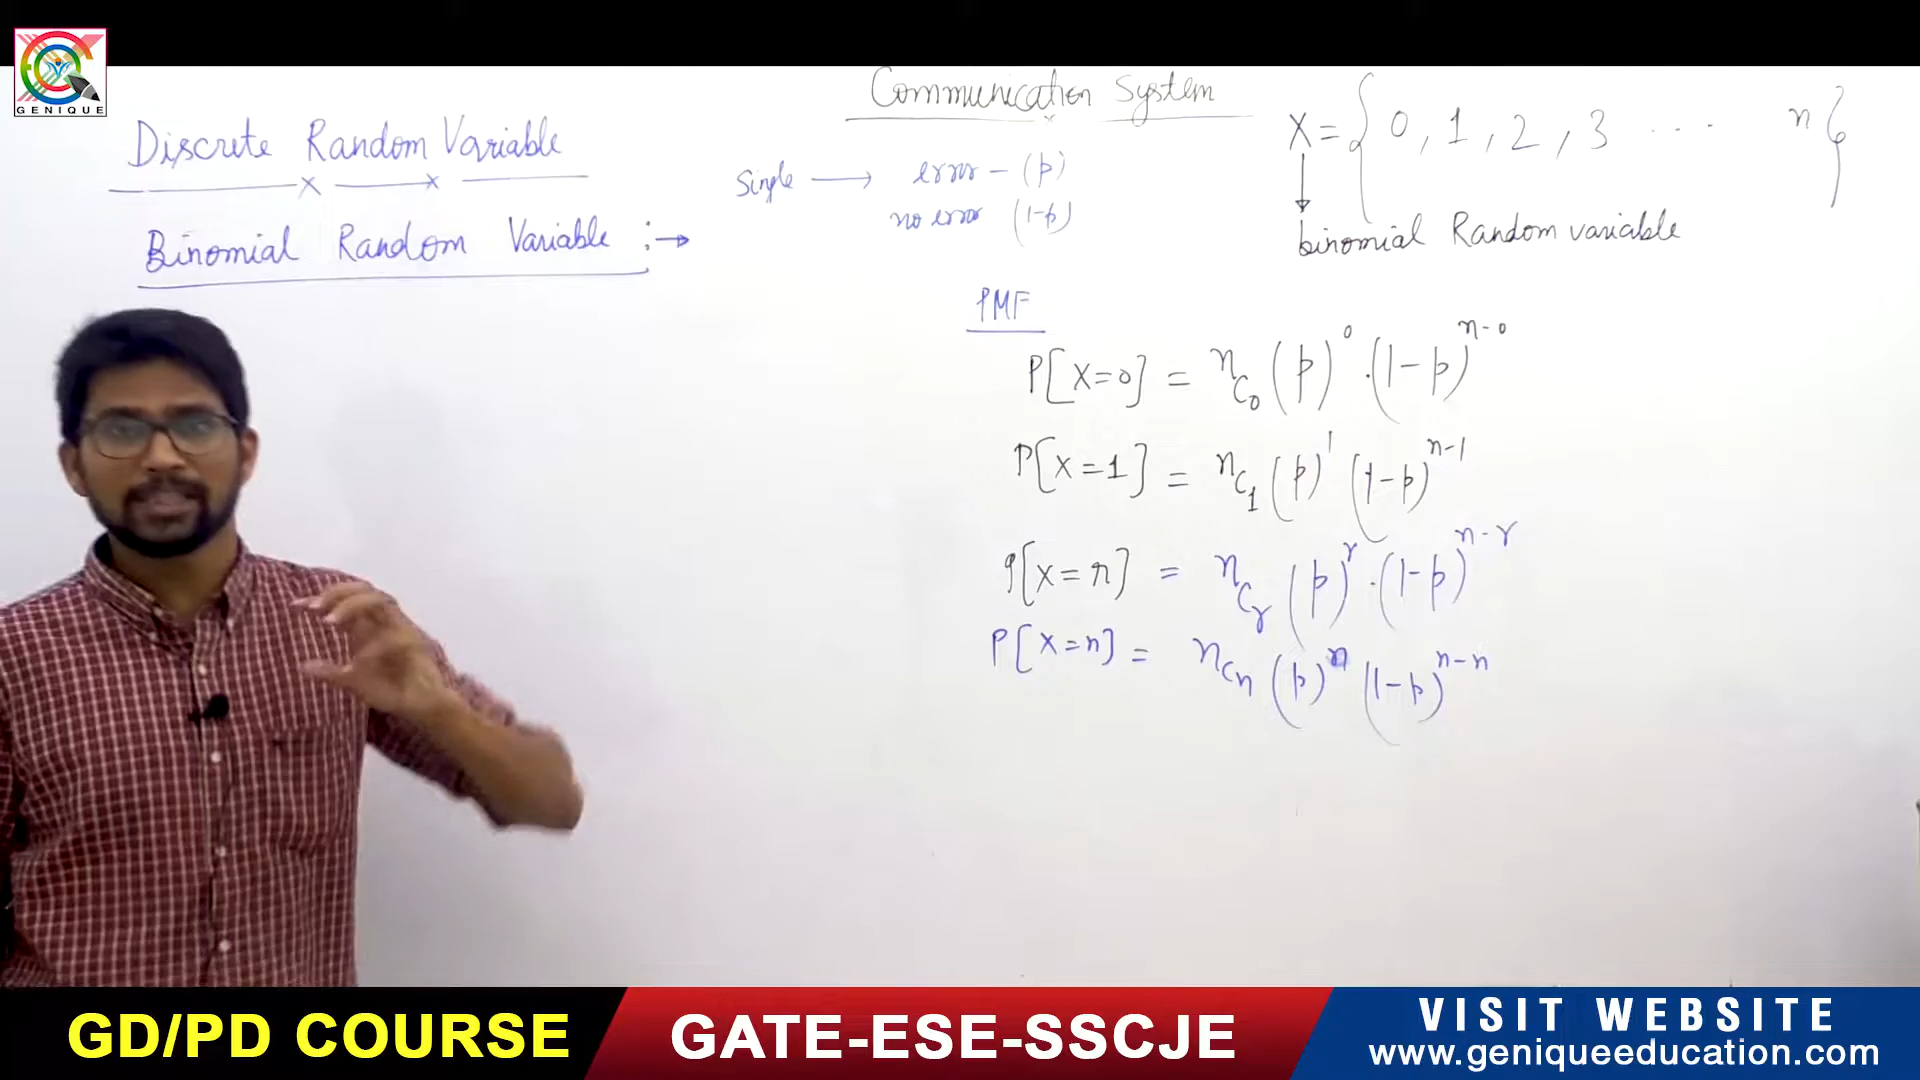 GENIQUE
Communication System
Discrete Random Variable
Binomial Random Variable :→
Single → error - (p)
no error (1-p)
X = { 0, 1, 2, 3 ... n }
binomial Random variable
PMF
P[X=0] = nC0 (p)^0 · (1-p)^n-0
P[X=1] = nC1 (p)^1 (1-p)^n-1
P[X=r] = nCr (p)^r · (1-p)^n-r
P[X=n] = nCn (p)^n (1-p)^n-n
GD/PD COURSE
GATE-ESE-SSCJE
VISIT WEBSITE
www.geniqueeducation.com